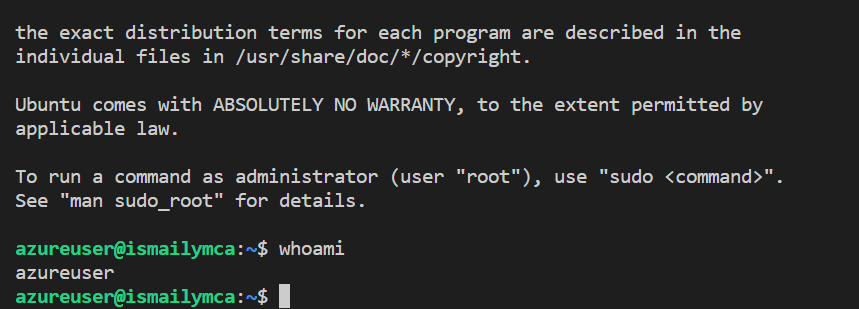 the exact distribution terms for each program are described in the
individual files in /usr/share/doc/*/copyright.
Ubuntu comes with ABSOLUTELY NO WARRANTY, to the extent permitted by
applicable law.
To run a command as administrator (user "root"), use "sudo <command>".
See "man sudo_root" for details.
azureuser@ismailymca:~$ whoami
azureuser
azureuser@ismailymca:~$